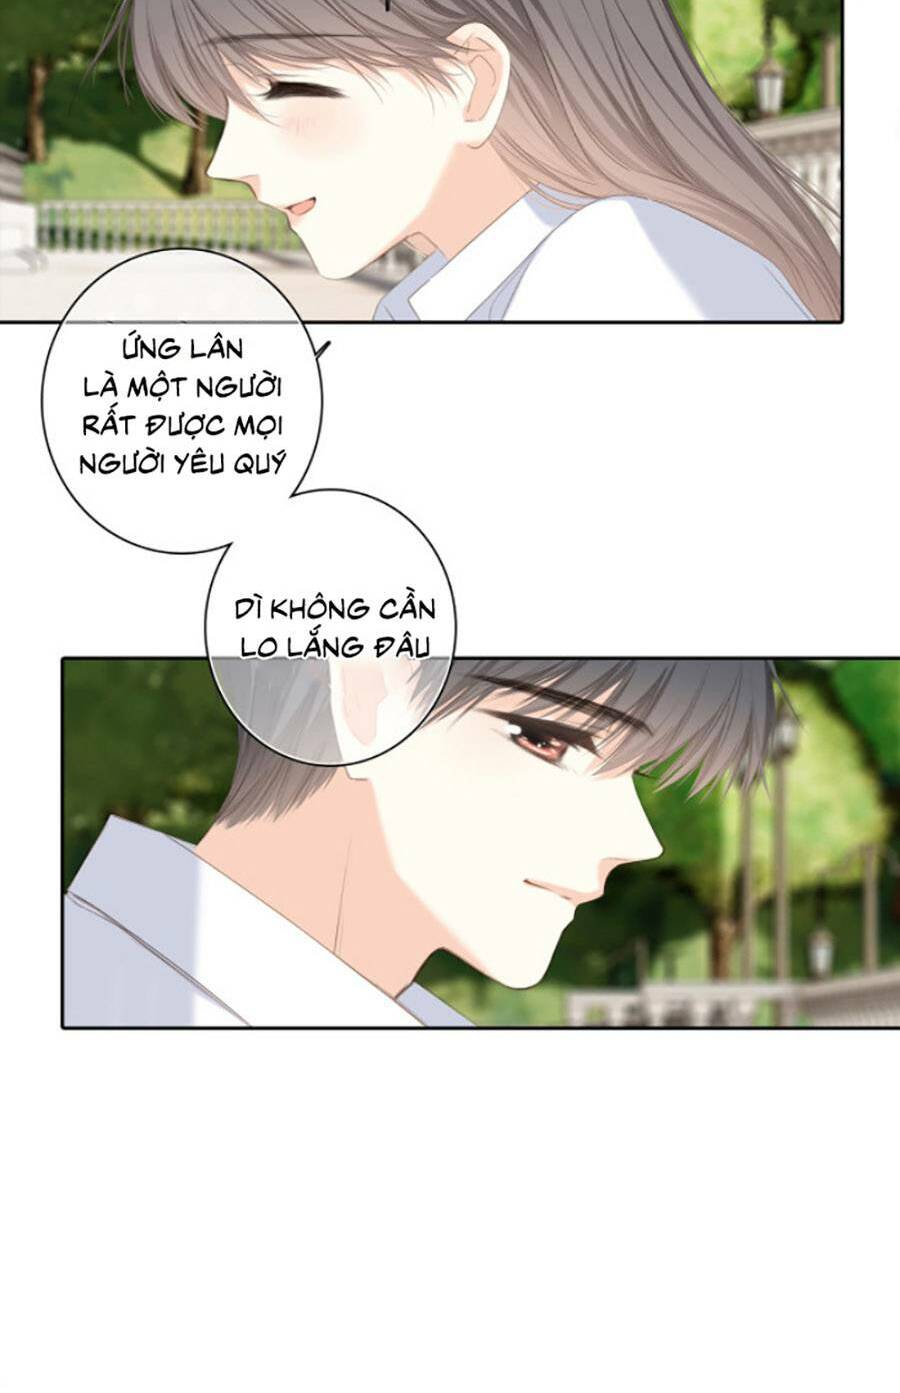 ỨNG LÂN
LÀ MỘT NGƯỜI
RẤT ĐƯỢC MỌI
NGƯỜI YÊU QUÝ
DÌ KHÔNG CẦN
LO LẮNG ĐÂU